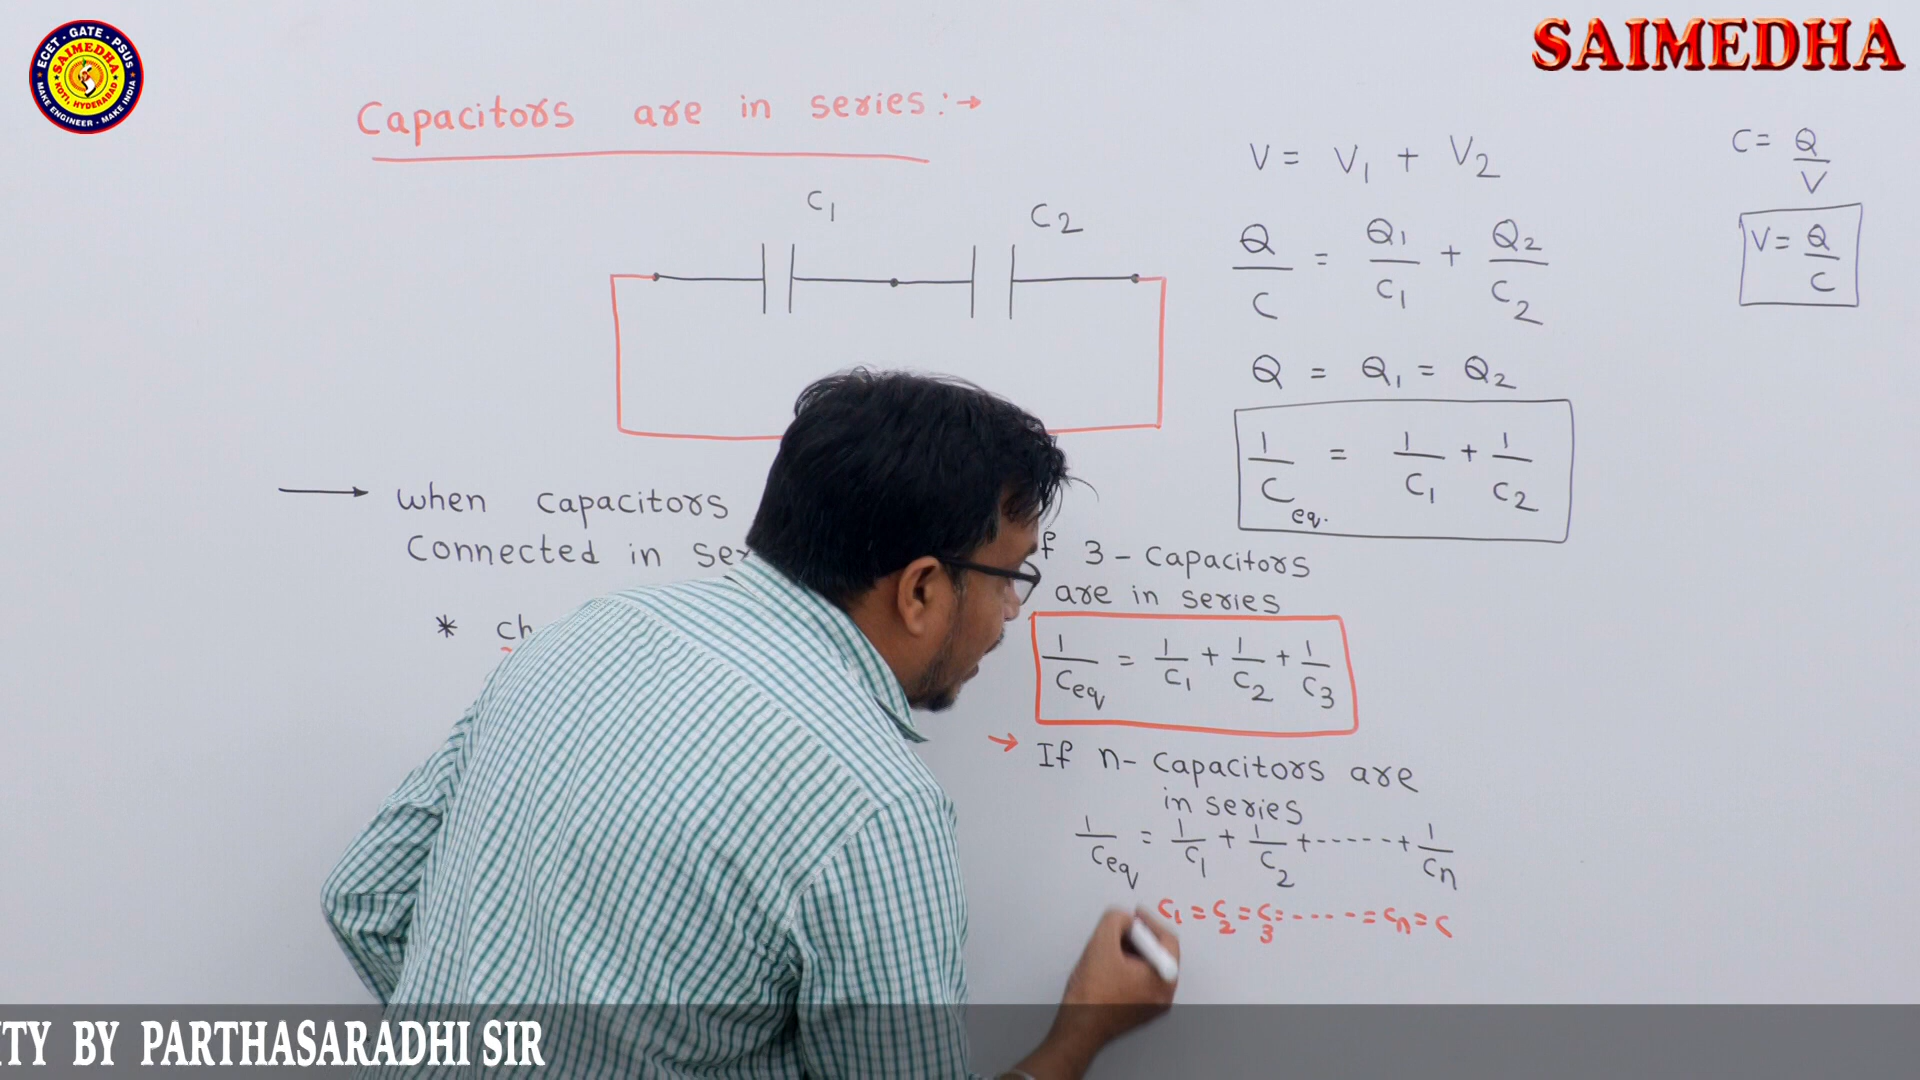 ECET - GATE - PSUS
SAIMEDHA
KOTI, HYDERABAD
MAKE ENGINEER - MAKE INDIA
SAIMEDHA
Capacitors are in series:→
C1
C2
V = V1 + V2
Q/C = Q1/C1 + Q2/C2
Q = Q1 = Q2
1/Ceq. = 1/C1 + 1/C2
C = Q/V
V = Q/C
→ when capacitors
connected in
*
3 - capacitors
are in series
1/Ceq = 1/C1 + 1/C2 + 1/C3
→ If n - capacitors are
in series
1/Ceq = 1/C1 + 1/C2 + ------ + 1/Cn
C1 = C2 = C3 = ---- = Cn = C
BY PARTHASARADHI SIR